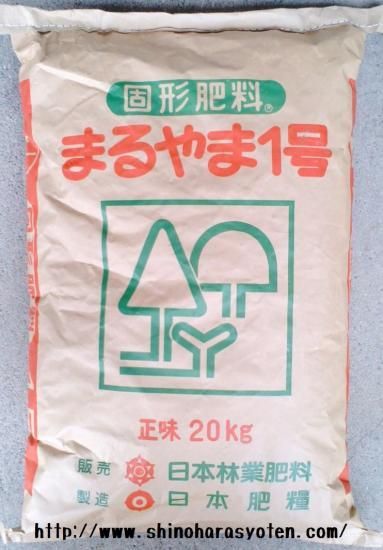 固形肥料®
まるやま1号
正味 20kg
販売 日本林業肥料
製造 日本肥糧
http://www.shinoharasyoten.com/